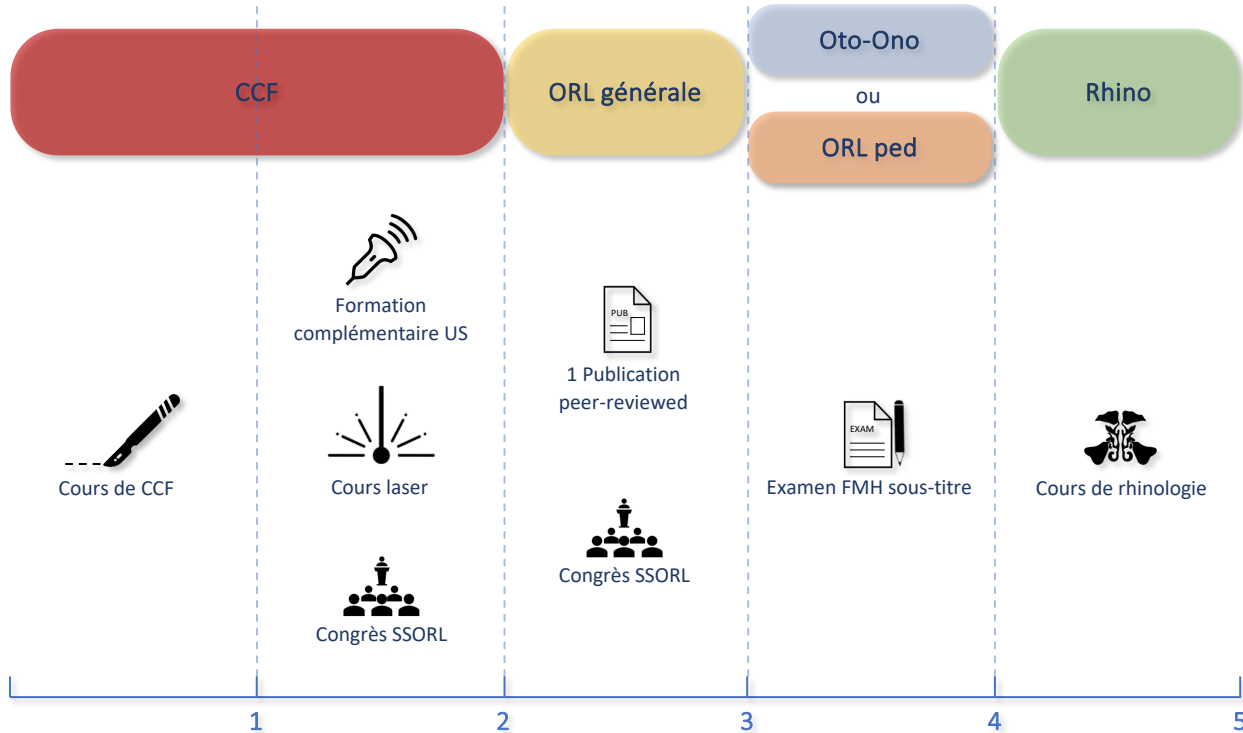 CCF
ORL générale
Oto-Ono
ou
ORL ped
Rhino
Formation
complémentaire US
PUB
1 Publication
peer-reviewed
Cours de CCF
Cours laser
EXAM
Examen FMH sous-titre
Cours de rhinologie
Congrès SSORL
Congrès SSORL
1
2
3
4
5